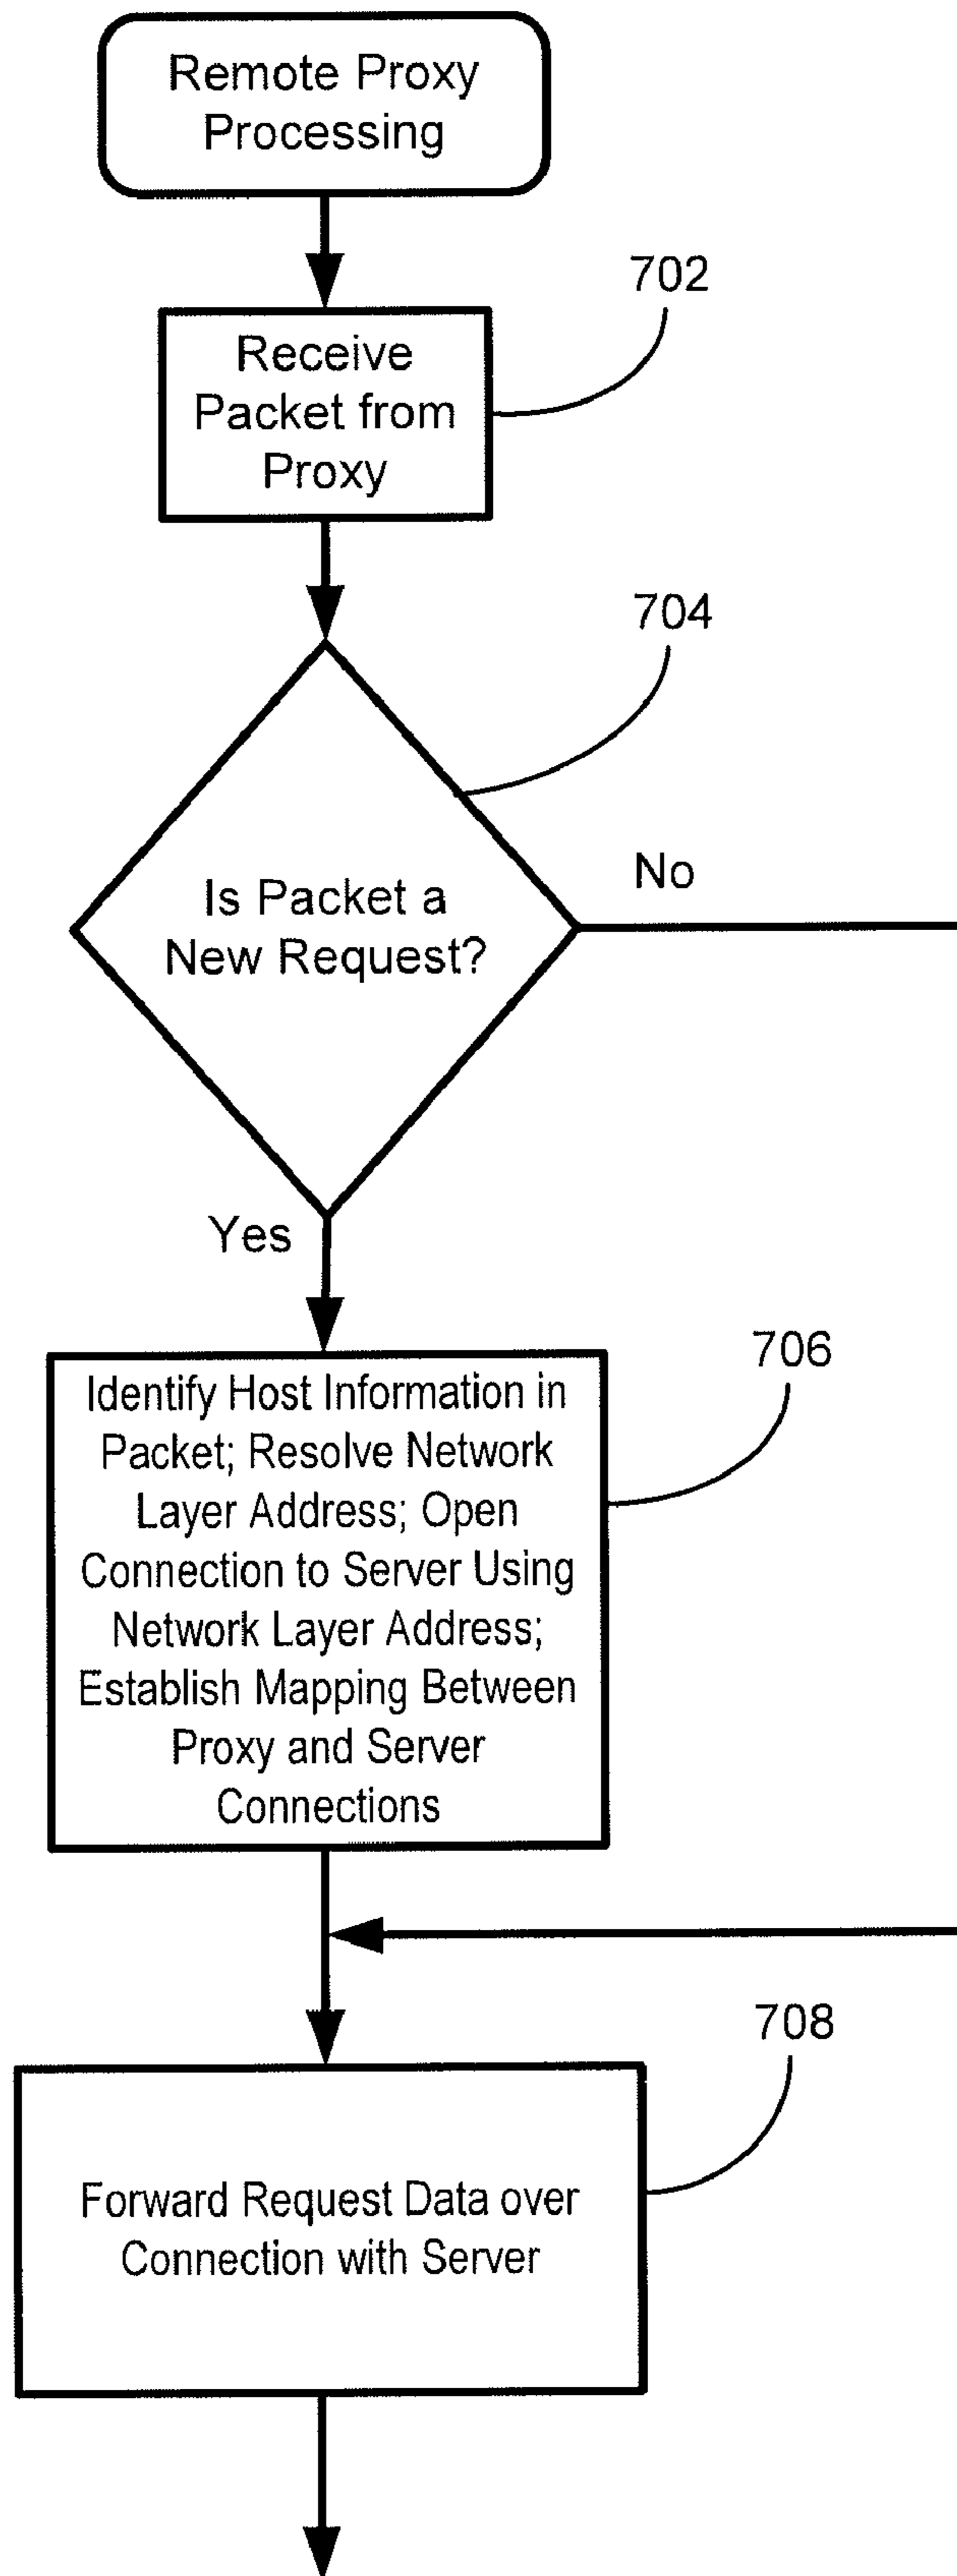 Remote Proxy
Processing
702
Receive
Packet from
Proxy
704
Is Packet a
New Request?
No
Yes
706
Identify Host Information in
Packet; Resolve Network
Layer Address; Open
Connection to Server Using
Network Layer Address;
Establish Mapping Between
Proxy and Server
Connections
708
Forward Request Data over
Connection with Server